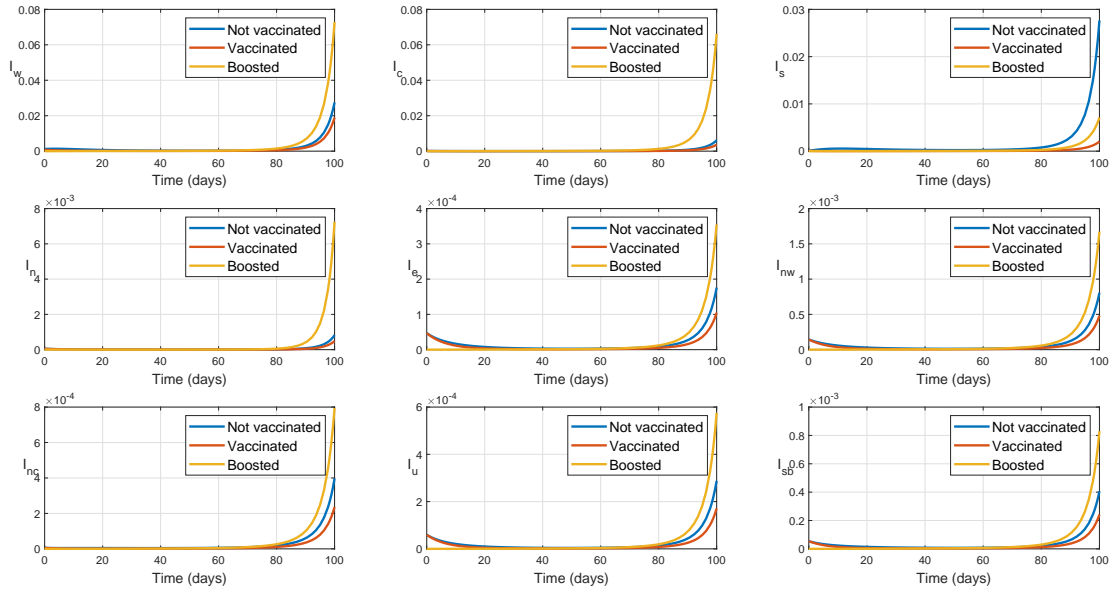 0.08 0.08 0.03
Not vaccinated Not vaccinated Not vaccinated
0.06 Vaccinated 0.06 Vaccinated Vaccinated
Boosted Boosted 0.02 Boosted
I_w 0.04 I_c 0.04 I_s
0.01
0.02 0.02
0 0 0
0 20 40 60 80 100 0 20 40 60 80 100 0 20 40 60 80 100
Time (days) Time (days) Time (days)
×10^-3 ×10^-4 ×10^-3
8 4 2
Not vaccinated Not vaccinated Not vaccinated
6 Vaccinated 3 Vaccinated 1.5 Vaccinated
Boosted Boosted Boosted
I_n 4 I_e 2 I_nw 1
2 1 0.5
0 0 0
0 20 40 60 80 100 0 20 40 60 80 100 0 20 40 60 80 100
Time (days) Time (days) Time (days)
×10^-4 ×10^-4 ×10^-3
8 6 1
Not vaccinated Not vaccinated Not vaccinated
6 Vaccinated Vaccinated 0.8 Vaccinated
Boosted 4 Boosted Boosted
I_nc 4 I_u I_sb 0.6
0.4
2 2 0.2
0 0 0
0 20 40 60 80 100 0 20 40 60 80 100 0 20 40 60 80 100
Time (days) Time (days) Time (days)